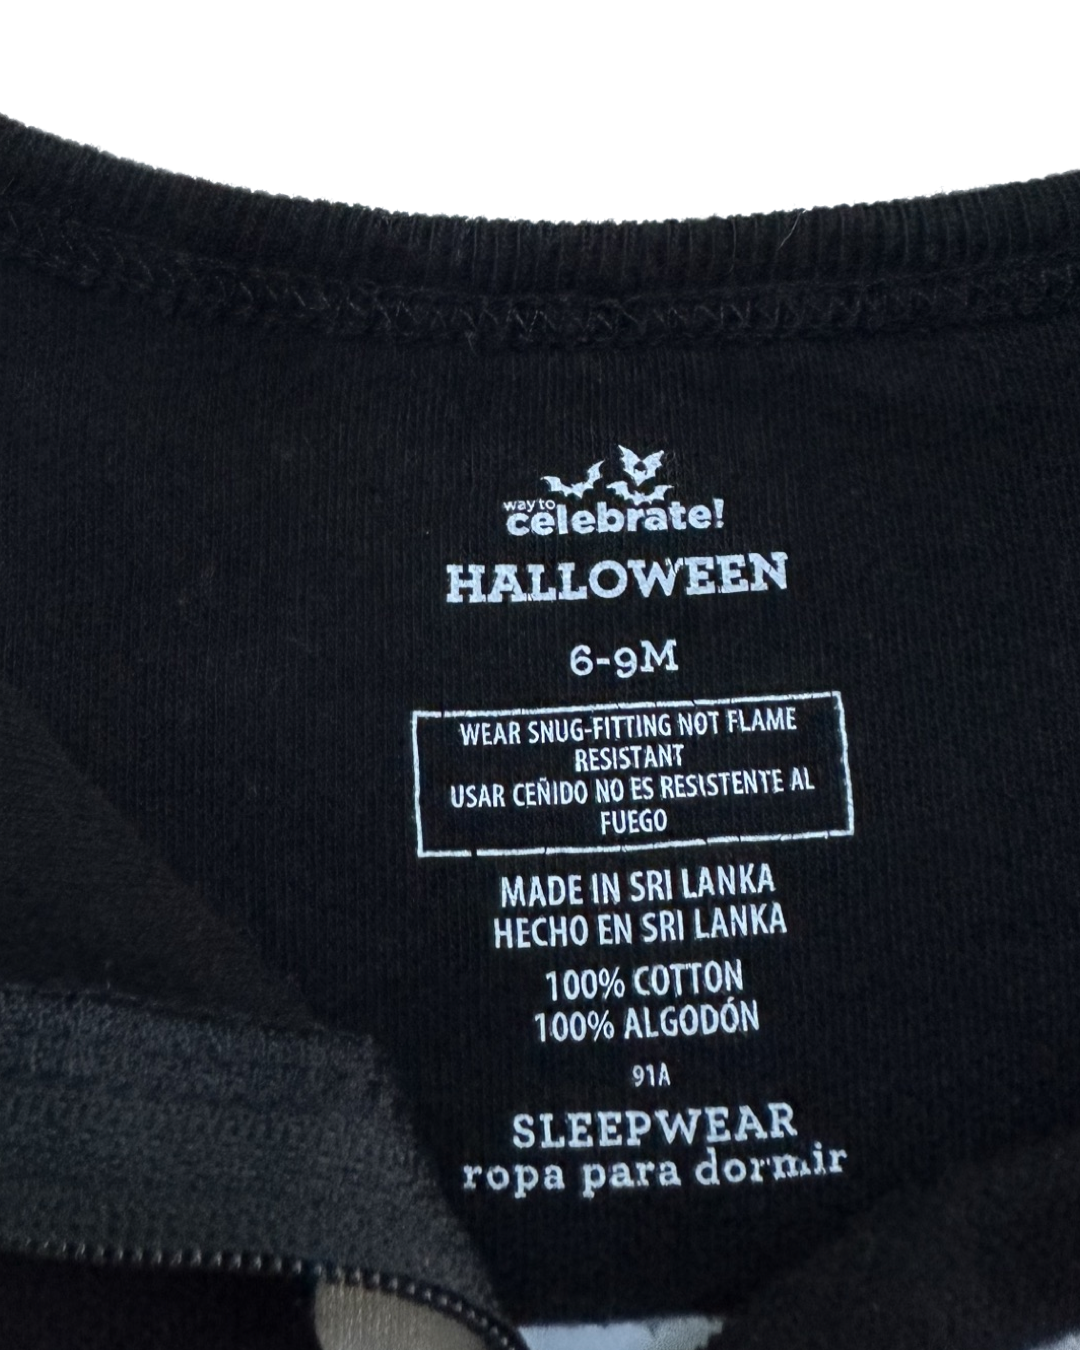 way to
celebrate!
HALLOWEEN
6-9M
WEAR SNUG-FITTING NOT FLAME
RESISTANT
USAR CEÑIDO NO ES RESISTENTE AL
FUEGO
MADE IN SRI LANKA
HECHO EN SRI LANKA
100% COTTON
100% ALGODÓN
91A
SLEEPWEAR
ropa para dormir